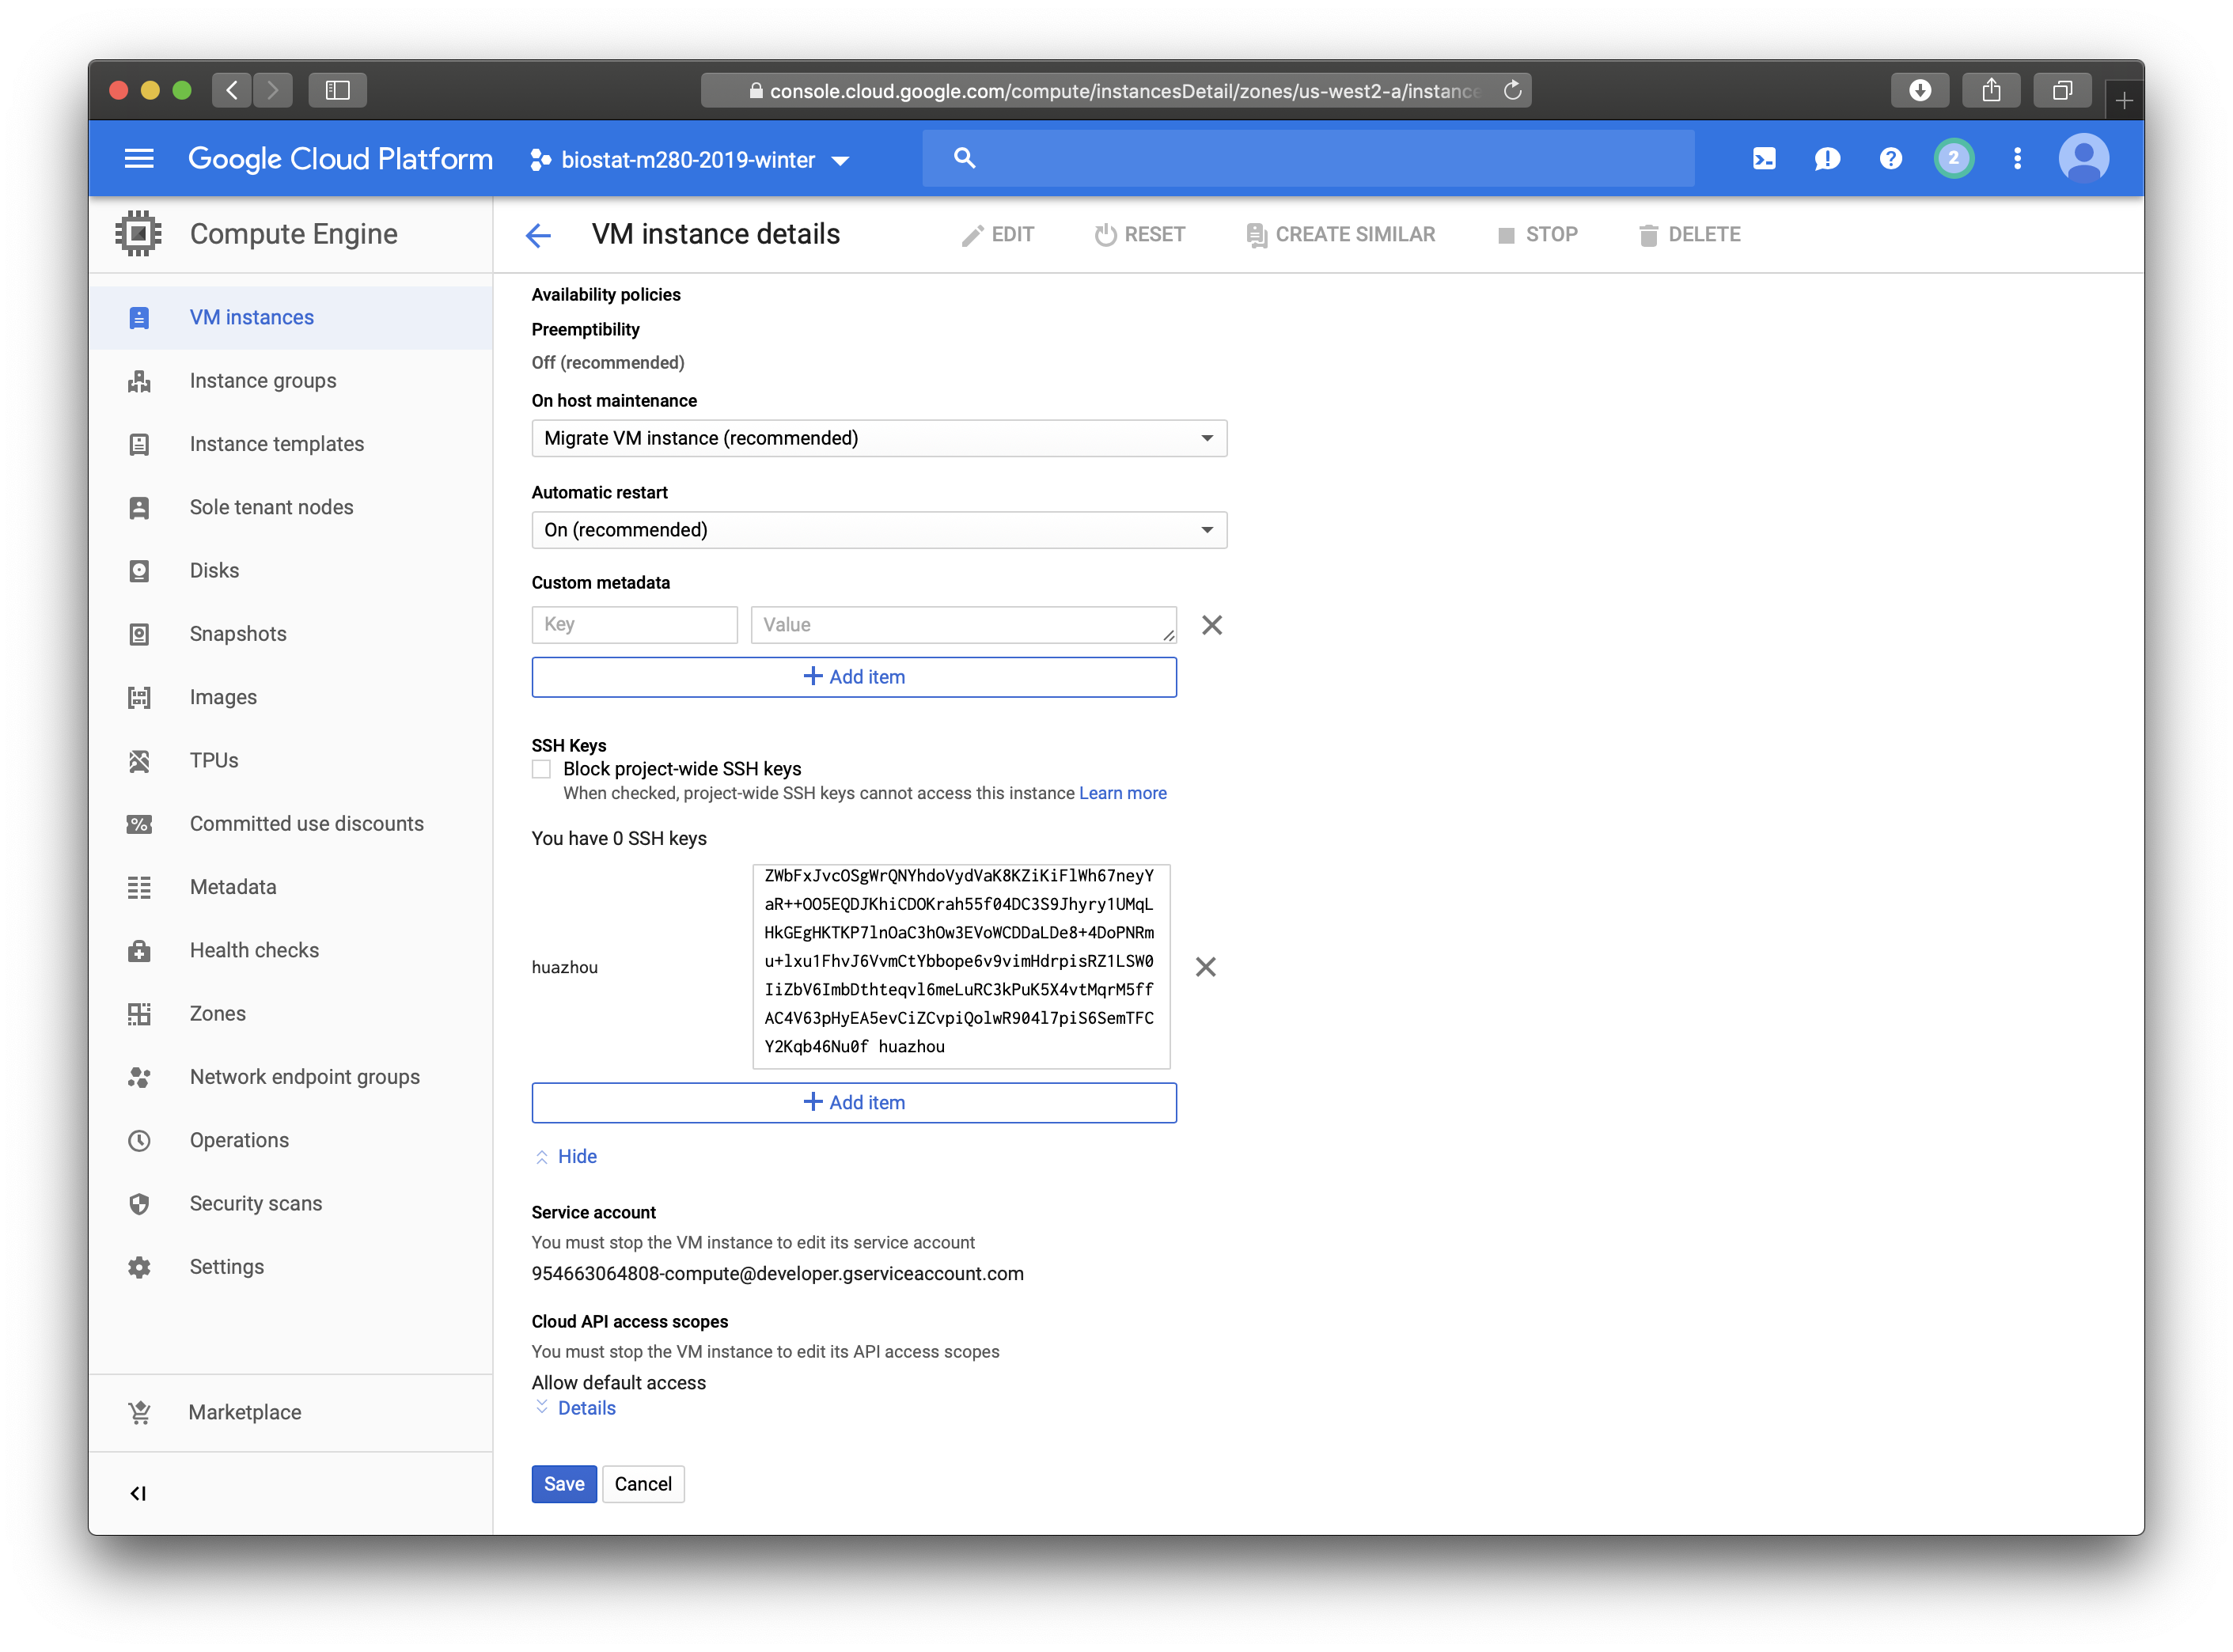 console.cloud.google.com/compute/instancesDetail/zones/us-west2-a/instance
Google Cloud Platform
biostat-m280-2019-winter
2
Compute Engine
VM instance details
EDIT
RESET
CREATE SIMILAR
STOP
DELETE
VM instances
Instance groups
Instance templates
Sole tenant nodes
Disks
Snapshots
Images
TPUs
Committed use discounts
Metadata
Health checks
Zones
Network endpoint groups
Operations
Security scans
Settings
Marketplace
Availability policies
Preemptibility
Off (recommended)
On host maintenance
Migrate VM instance (recommended)
Automatic restart
On (recommended)
Custom metadata
Key
Value
Add item
SSH Keys
Block project-wide SSH keys
When checked, project-wide SSH keys cannot access this instance Learn more
You have 0 SSH keys
huazhou
ZWbFxJvcOSgWrQNYhdoVydVaK8KZiKiFlWh67neyY
aR++OO5EQDJKhiCDOKrah55f04DC3S9Jhyry1UMqL
HkGEgHKTKP7lnOaC3hOw3EVoWCDDaLDe8+4DoPNRm
u+lxu1FhvJ6VvmCtYbbope6v9vimHdrpisRZ1LSW0
IiZbV6ImbDthteqvl6meLuRC3kPuK5X4vtMqrM5ff
AC4V63pHyEA5evCiZCvpiQolwR904l7piS6SemTFC
Y2Kqb46Nu0f huazhou
Add item
Hide
Service account
You must stop the VM instance to edit its service account
954663064808-compute@developer.gserviceaccount.com
Cloud API access scopes
You must stop the VM instance to edit its API access scopes
Allow default access
Details
Save
Cancel